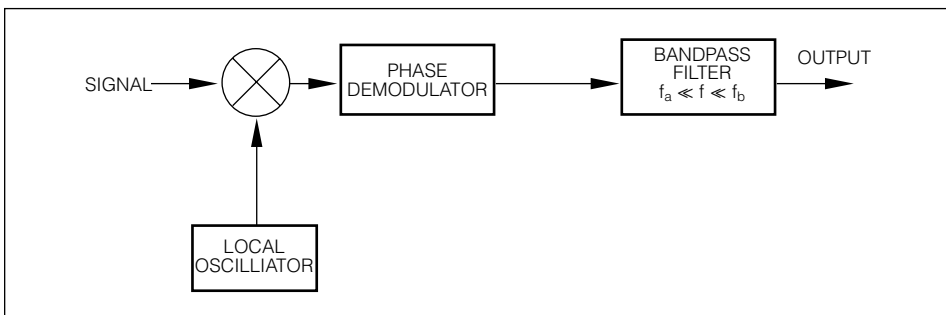 SIGNAL
PHASE
DEMODULATOR
BANDPASS
FILTER
fa ≪ f ≪ fb
OUTPUT
LOCAL
OSCILLIATOR